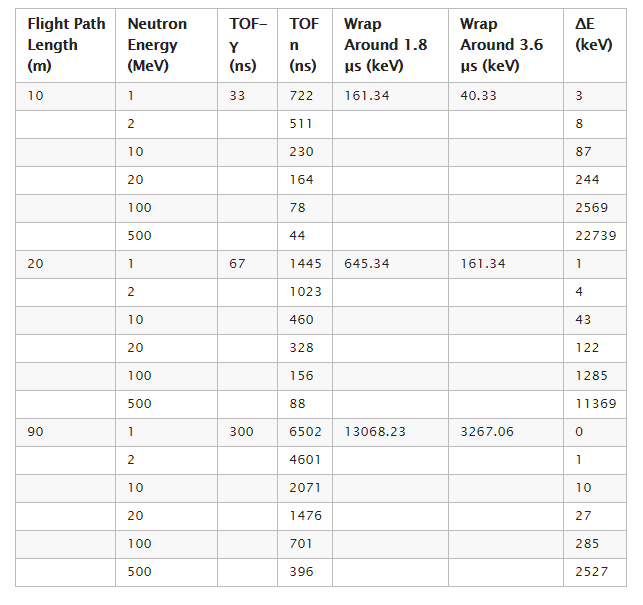 Flight Path Length (m) Neutron Energy (MeV) TOF-γ (ns) TOF n (ns) Wrap Around 1.8 μs (keV) Wrap Around 3.6 μs (keV) ΔE (keV)
10 1 33 722 161.34 40.33 3
2 511 8
10 230 87
20 164 244
100 78 2569
500 44 22739
20 1 67 1445 645.34 161.34 1
2 1023 4
10 460 43
20 328 122
100 156 1285
500 88 11369
90 1 300 6502 13068.23 3267.06 0
2 4601 1
10 2071 10
20 1476 27
100 701 285
500 396 2527